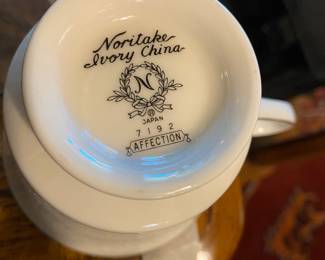 Noritake
Ivory China
N
®
JAPAN
7192
AFFECTION